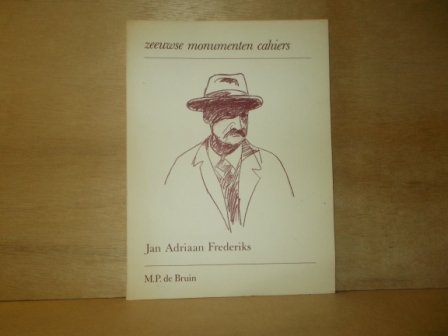 zeeuwse monumenten cahiers
Jan Adriaan Frederiks
M.P. de Bruin